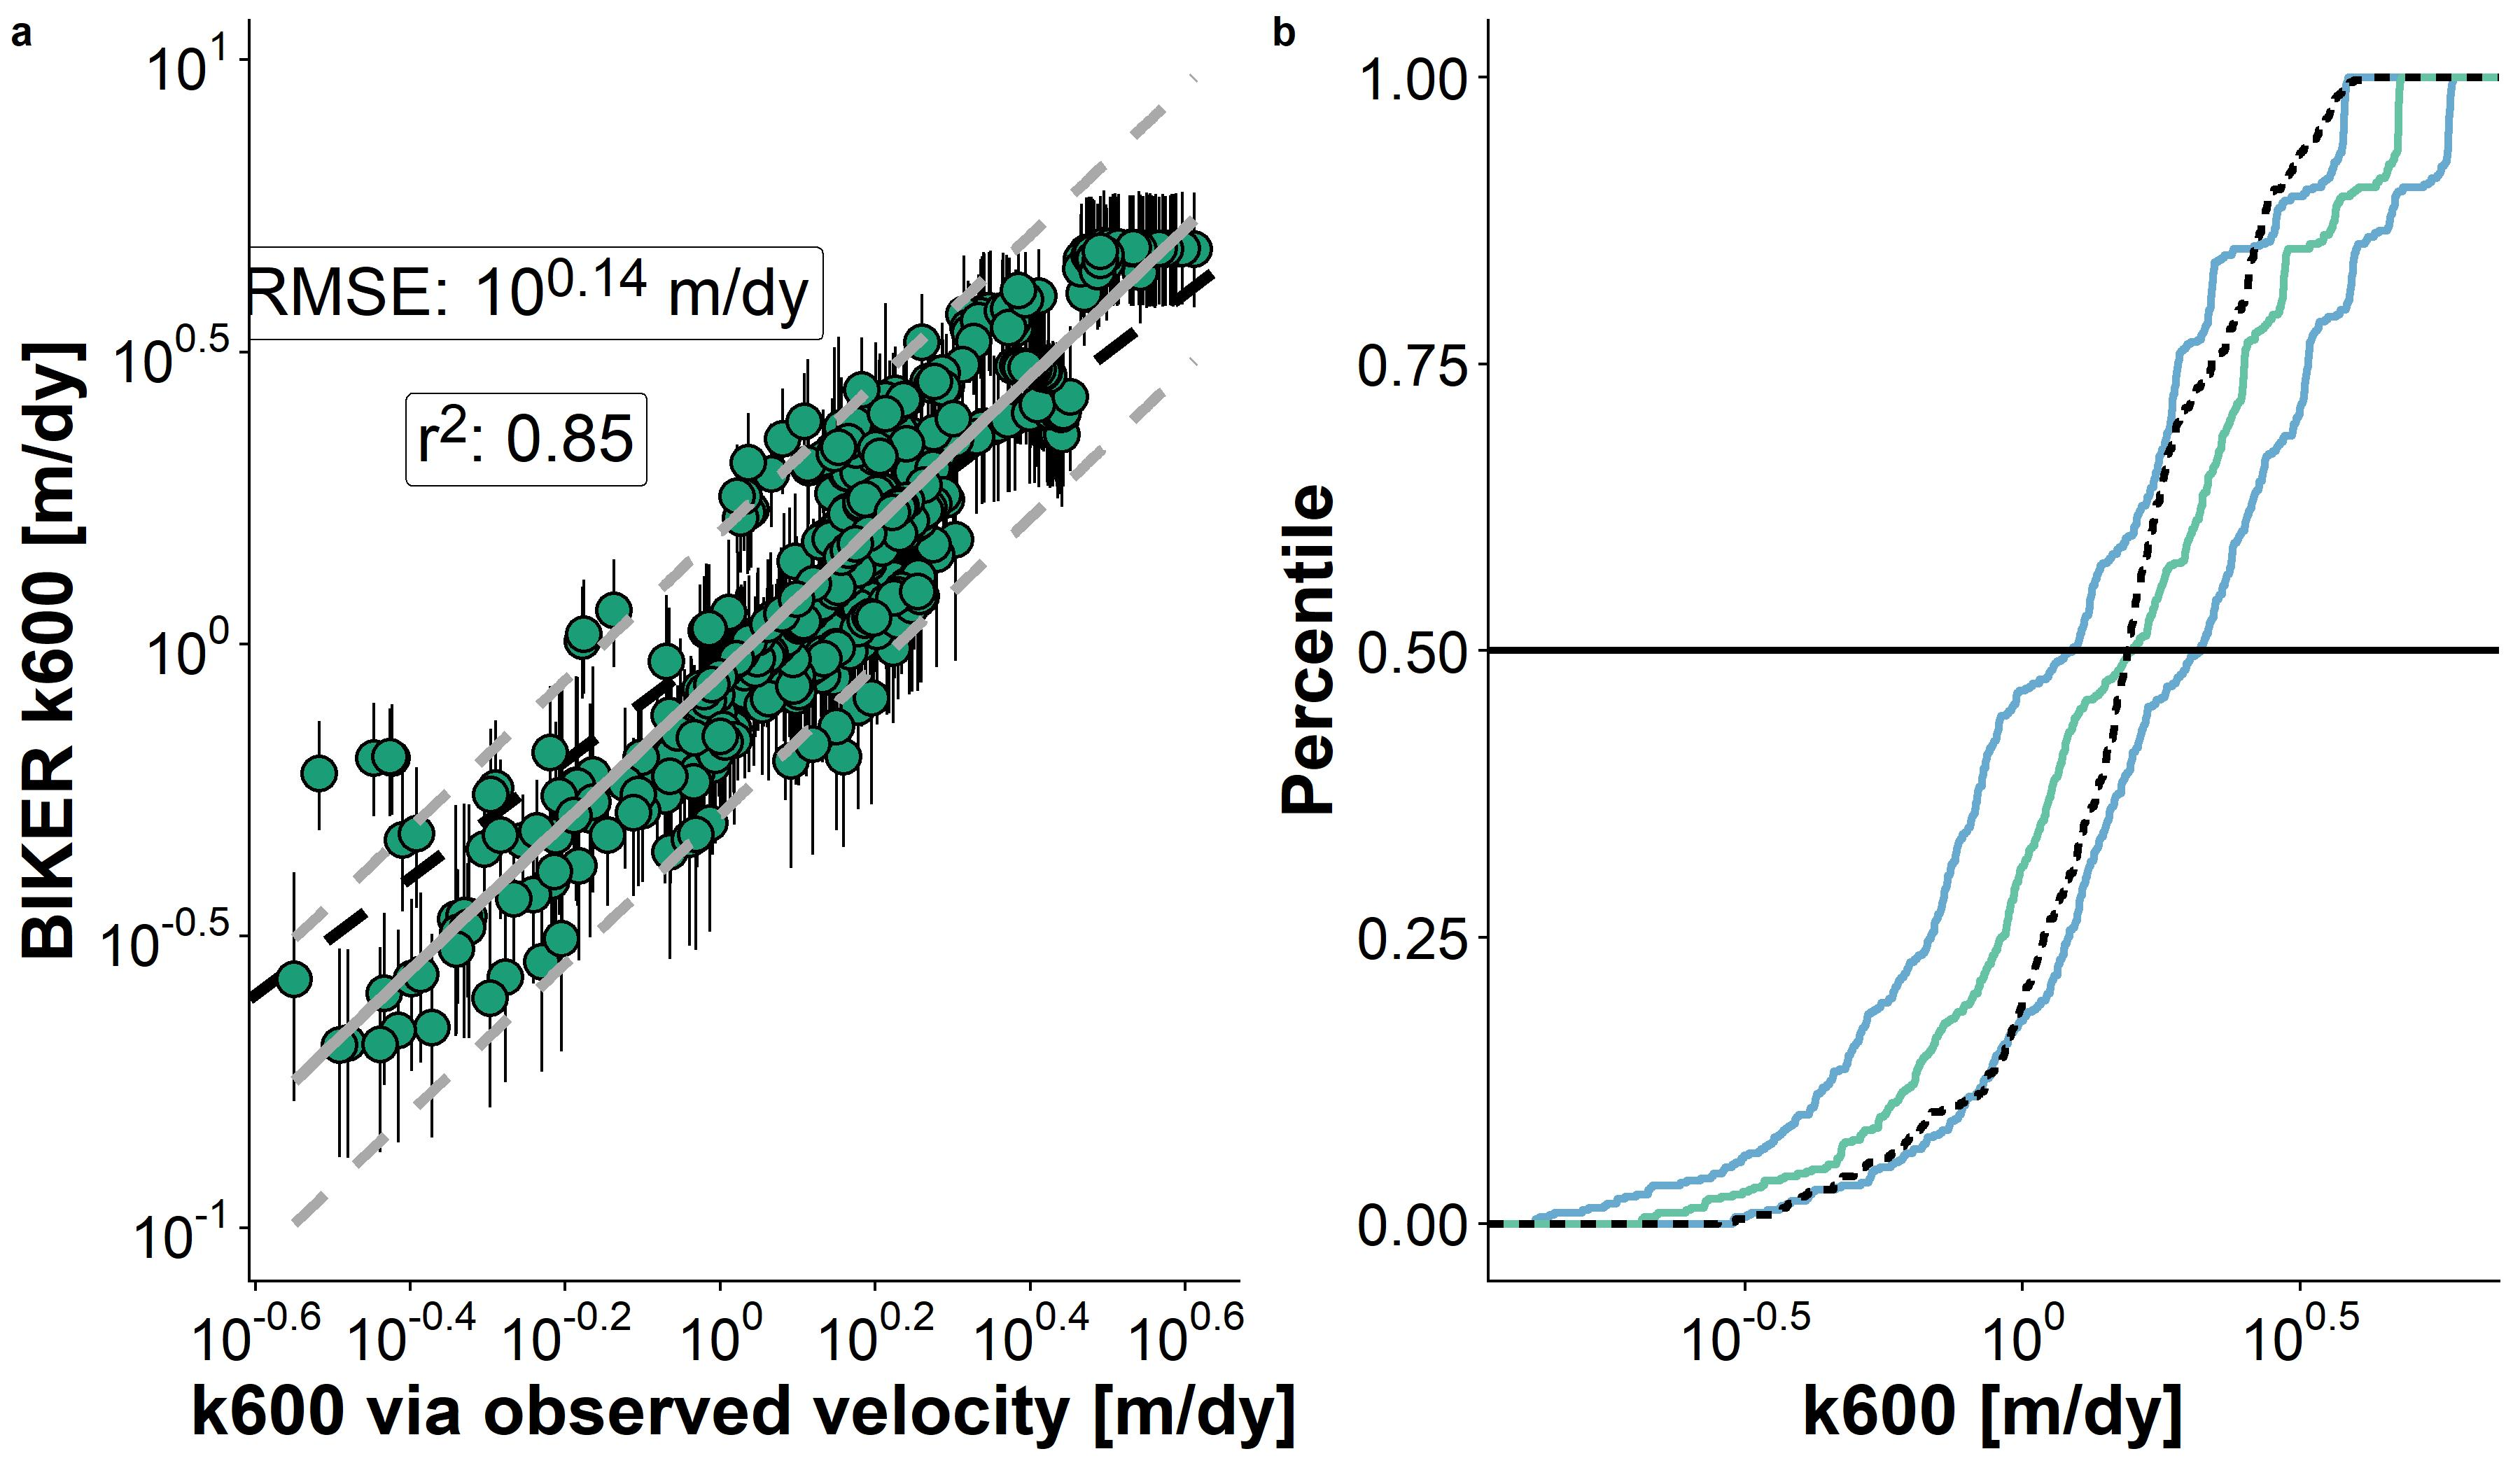 a
BIKER k600 [m/dy]
10^1
10^0.5
10^0
10^-0.5
10^-1
RMSE: 10^0.14 m/dy
r^2: 0.85
10^-0.6 10^-0.4 10^-0.2 10^0 10^0.2 10^0.4 10^0.6
k600 via observed velocity [m/dy]
b
Percentile
1.00
0.75
0.50
0.25
0.00
10^-0.5 10^0 10^0.5
k600 [m/dy]